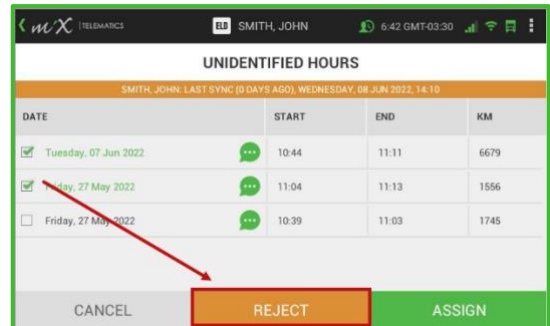 miX | TELEMATICS ELD SMITH, JOHN 6:42 GMT-03:30
UNIDENTIFIED HOURS
SMITH, JOHN: LAST SYNC (0 DAYS AGO), WEDNESDAY, 08 JUN 2022, 14:10
DATE START END KM
Tuesday, 07 Jun 2022 10:44 11:11 6679
Friday, 27 May 2022 11:04 11:13 1556
Friday, 27 May 2022 10:39 11:03 1745
CANCEL REJECT ASSIGN